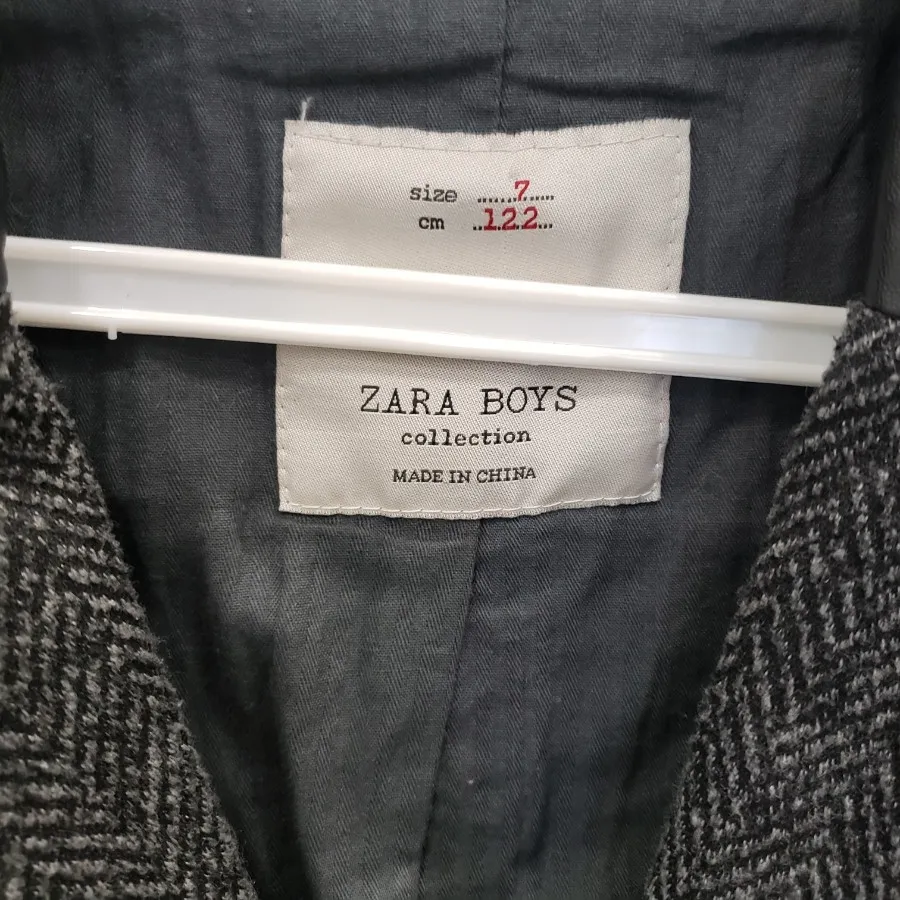 size ......7......
cm ..122...
ZARA BOYS
collection
MADE IN CHINA